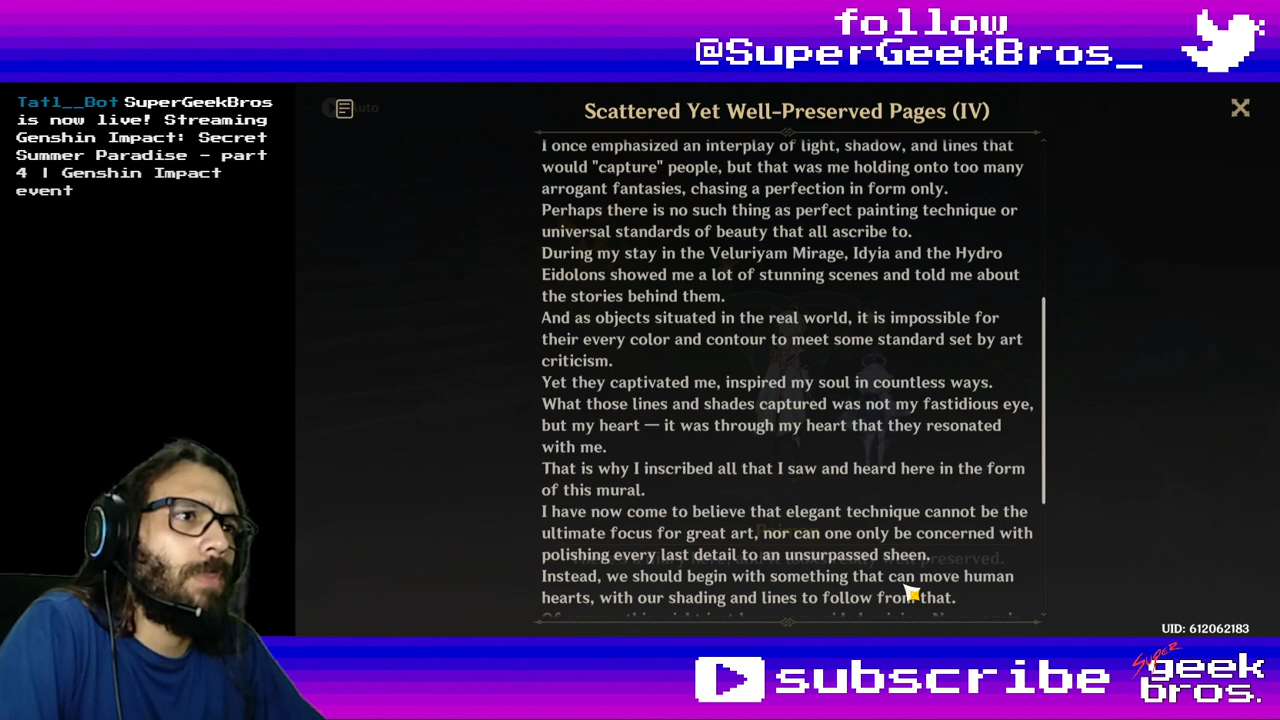 follow
@SuperGeekBros_
Tatl__Bot SuperGeekBros
is now live! Streaming
Genshin Impact: Secret
Summer Paradise - part
4 | Genshin Impact
event
Auto
Scattered Yet Well-Preserved Pages (IV)
I once emphasized an interplay of light, shadow, and lines that
would "capture" people, but that was me holding onto too many
arrogant fantasies, chasing a perfection in form only.
Perhaps there is no such thing as perfect painting technique or
universal standards of beauty that all ascribe to.
During my stay in the Veluriyam Mirage, Idyia and the Hydro
Eidolons showed me a lot of stunning scenes and told me about
the stories behind them.
And as objects situated in the real world, it is impossible for
their every color and contour to meet some standard set by art
criticism.
Yet they captivated me, inspired my soul in countless ways.
What those lines and shades captured was not my fastidious eye,
but my heart — it was through my heart that they resonated
with me.
That is why I inscribed all that I saw and heard here in the form
of this mural.
I have now come to believe that elegant technique cannot be the
ultimate focus for great art, nor can one only be concerned with
polishing every last detail to an unsurpassed sheen.
Instead, we should begin with something that can move human
hearts, with our shading and lines to follow from that.
UID: 612062183
subscribe
SUPER
geek
bros.